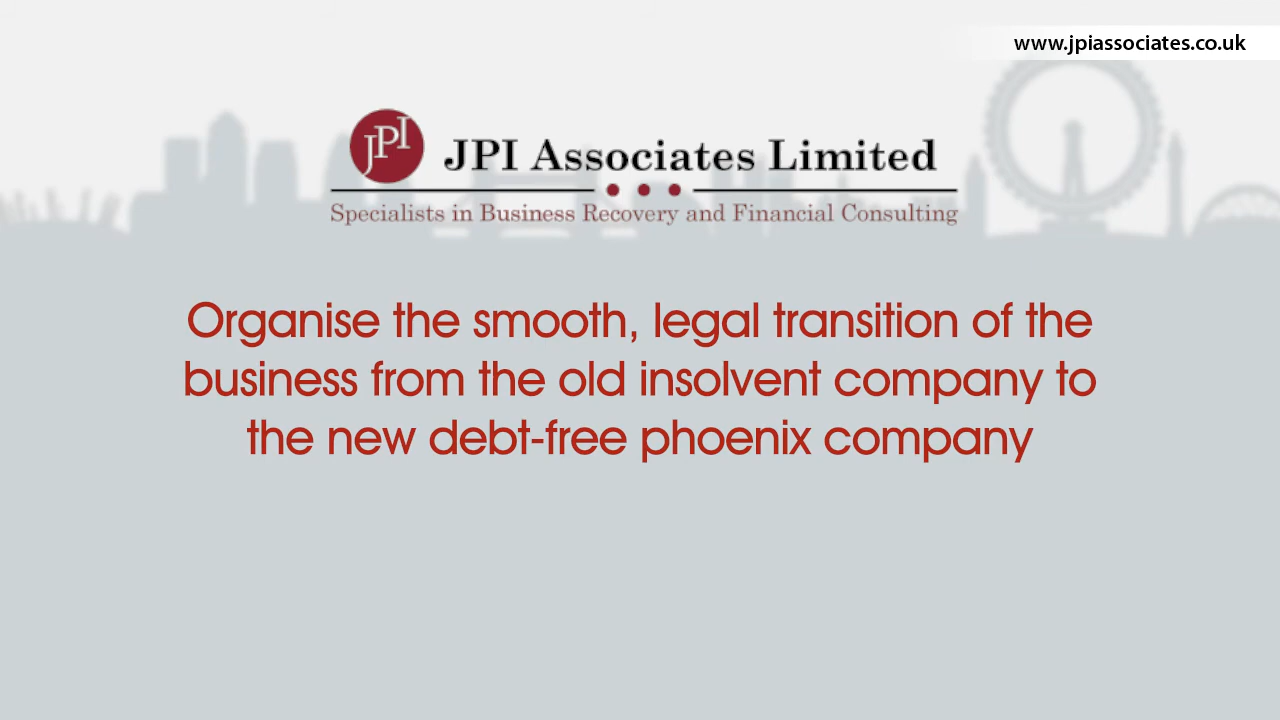 www.jpiassociates.co.uk
JPI JPI Associates Limited
Specialists in Business Recovery and Financial Consulting
Organise the smooth, legal transition of the
business from the old insolvent company to
the new debt-free phoenix company